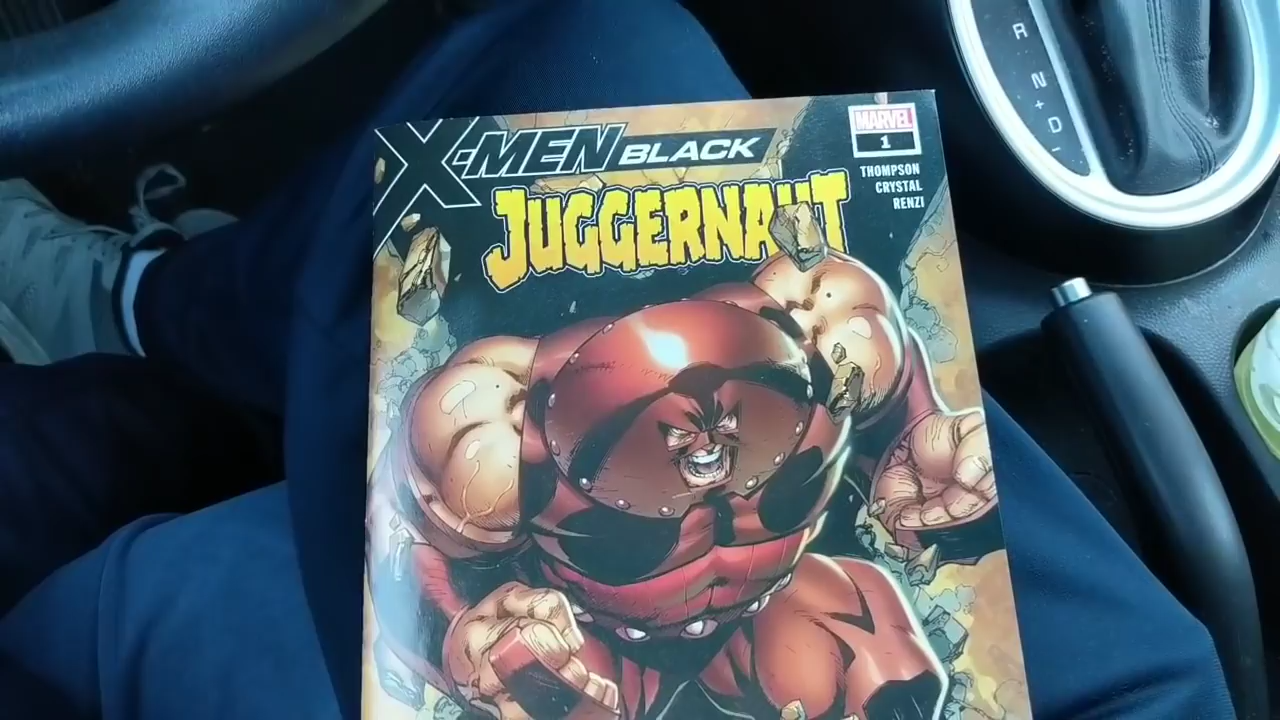 X-MEN BLACK
MARVEL
1
THOMPSON
CRYSTAL
RENZI
JUGGERNAUT
R
N
+
D
-